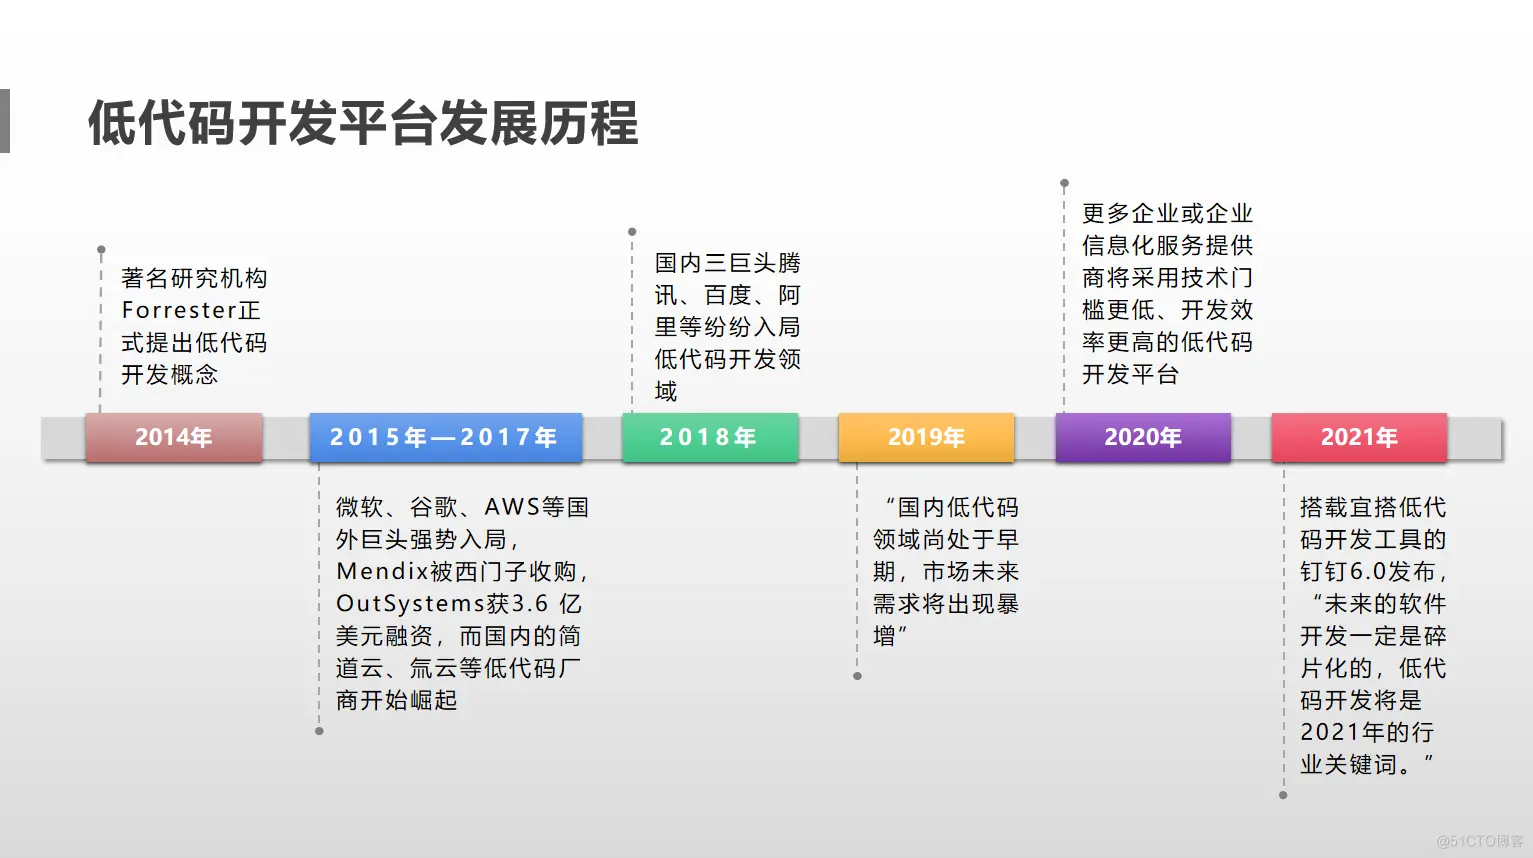 低代码开发平台发展历程
著名研究机构
Forrester正
式提出低代码
开发概念
国内三巨头腾
讯、百度、阿
里等纷纷入局
低代码开发领
域
更多企业或企业
信息化服务提供
商将采用技术门
槛更低、开发效
率更高的低代码
开发平台
2014年
2015年—2017年
2018年
2019年
2020年
2021年
微软、谷歌、AWS等国
外巨头强势入局，
Mendix被西门子收购，
OutSystems获3.6 亿
美元融资，而国内的简
道云、氚云等低代码厂
商开始崛起
“国内低代码
领域尚处于早
期，市场未来
需求将出现暴
增”
搭载宜搭低代
码开发工具的
钉钉6.0发布，
“未来的软件
开发一定是碎
片化的，低代
码开发将是
2021年的行
业关键词。”
@51CTO博客